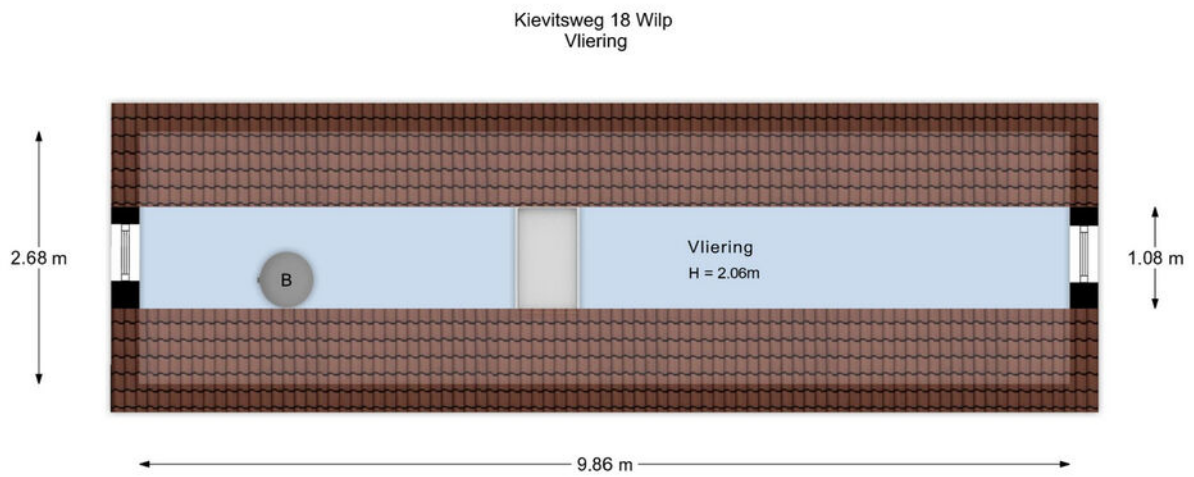 Kievitsweg 18 Wilp
Vliering
2.68 m
B
Vliering
H = 2.06m
1.08 m
9.86 m